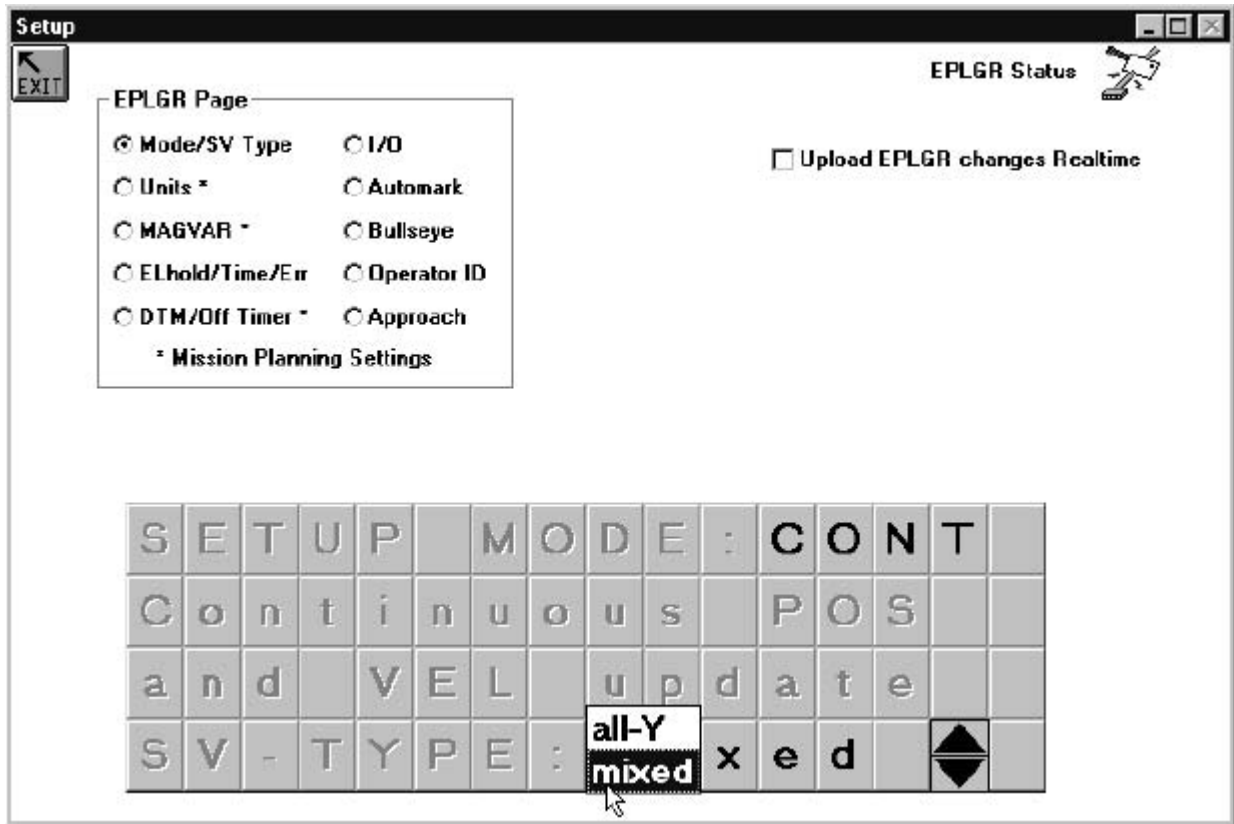 Setup
EXIT
EPLGR Status
EPLGR Page
Mode/SV Type
I/O
Upload EPLGR changes Realtime
Units *
Automark
MAGVAR *
Bullseye
ELhold/Time/Err
Operator ID
DTM/Off Timer *
Approach
* Mission Planning Settings
SETUP MODE:CONT
Continuous POS
and VEL update
all-Y
SV-TYPE: xed
mixed